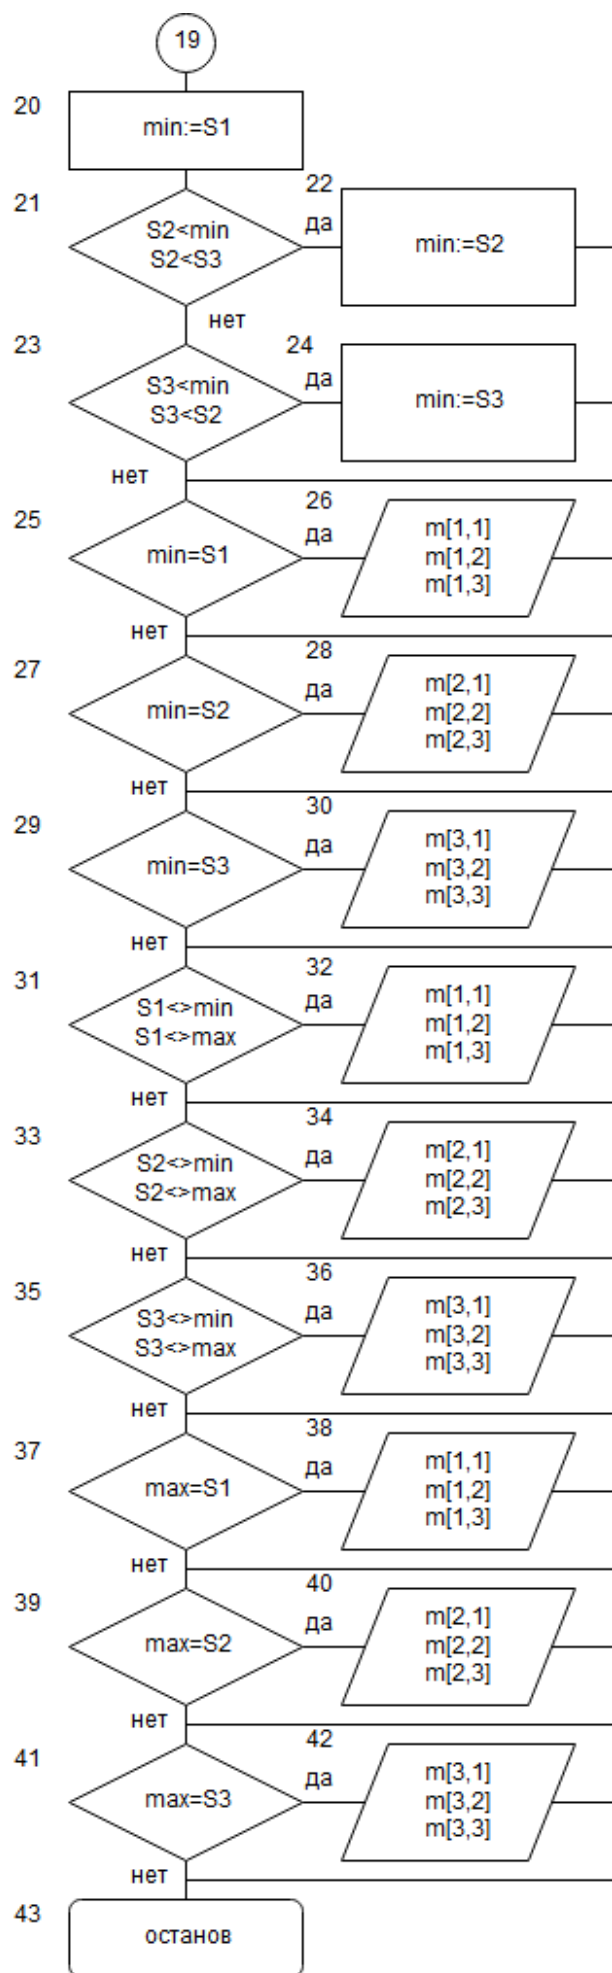 19
20
min:=S1
21
S2<min
S2<S3
да
22
min:=S2
нет
23
S3<min
S3<S2
да
24
min:=S3
нет
25
min=S1
да
26
m[1,1]
m[1,2]
m[1,3]
нет
27
min=S2
да
28
m[2,1]
m[2,2]
m[2,3]
нет
29
min=S3
да
30
m[3,1]
m[3,2]
m[3,3]
нет
31
S1<>min
S1<>max
да
32
m[1,1]
m[1,2]
m[1,3]
нет
33
S2<>min
S2<>max
да
34
m[2,1]
m[2,2]
m[2,3]
нет
35
S3<>min
S3<>max
да
36
m[3,1]
m[3,2]
m[3,3]
нет
37
max=S1
да
38
m[1,1]
m[1,2]
m[1,3]
нет
39
max=S2
да
40
m[2,1]
m[2,2]
m[2,3]
нет
41
max=S3
да
42
m[3,1]
m[3,2]
m[3,3]
нет
43
останов